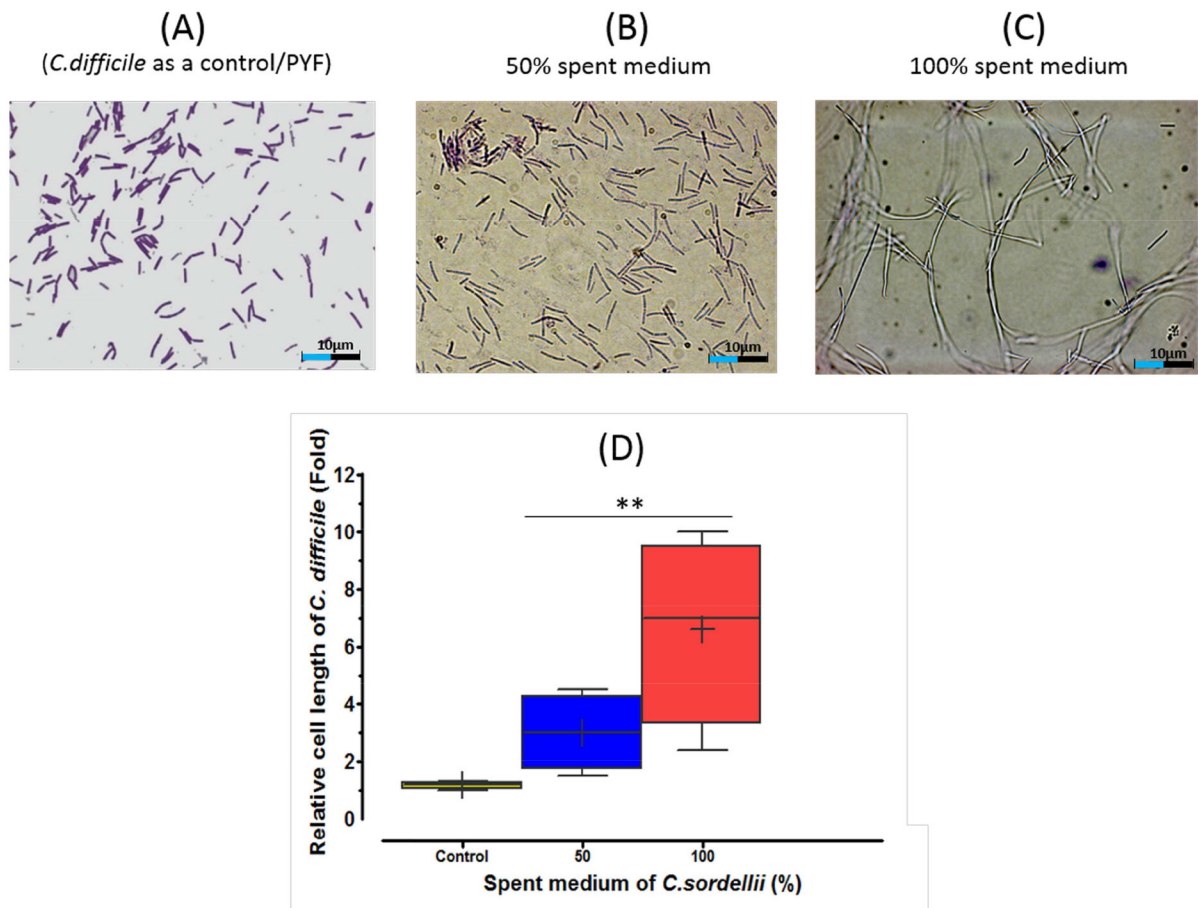 (A)
(C.difficile as a control/PYF)
(B)
50% spent medium
(C)
100% spent medium
10μm
10μm
10μm
(D)
Relative cell length of C. difficile (Fold)
12
10
8
6
4
2
0
**
Control
50
100
Spent medium of C.sordellii (%)